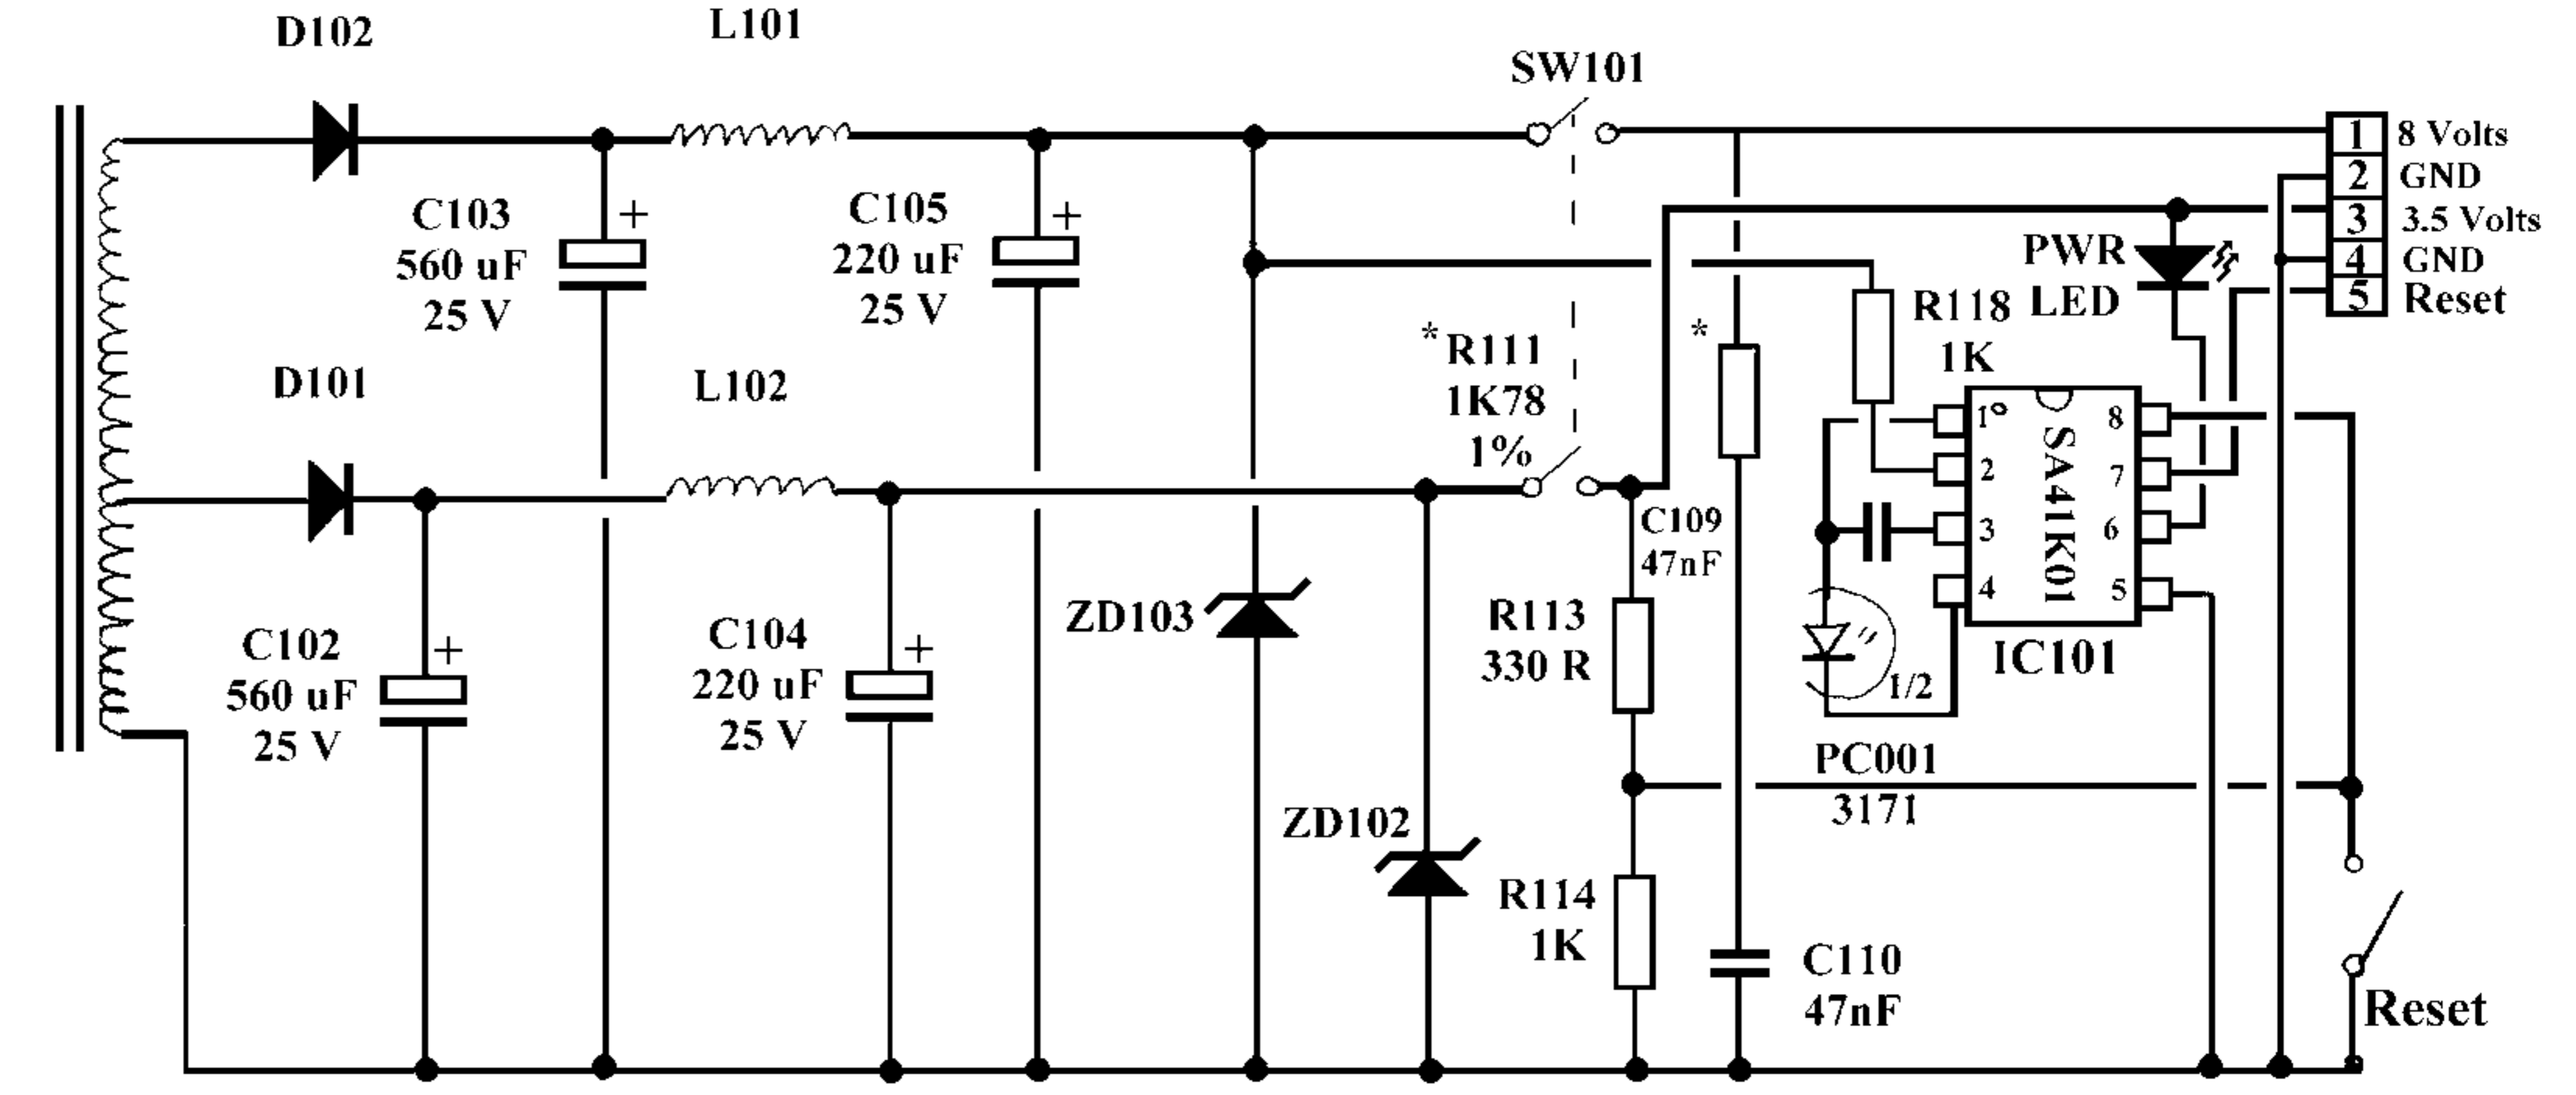 D102
L101
SW101
C103
560 uF
25 V
+
C105
220 uF
25 V
+
1
8 Volts
2
GND
3
3.5 Volts
4
GND
5
Reset
PWR
LED
D101
L102
*R111
1K78
1%
*
R118
1K
1
2
3
4
8
7
6
5
SA41K01
IC101
C109
47nF
C102
560 uF
25 V
+
C104
220 uF
25 V
+
ZD103
R113
330 R
1/2
PC001
3171
ZD102
R114
1K
C110
47nF
Reset